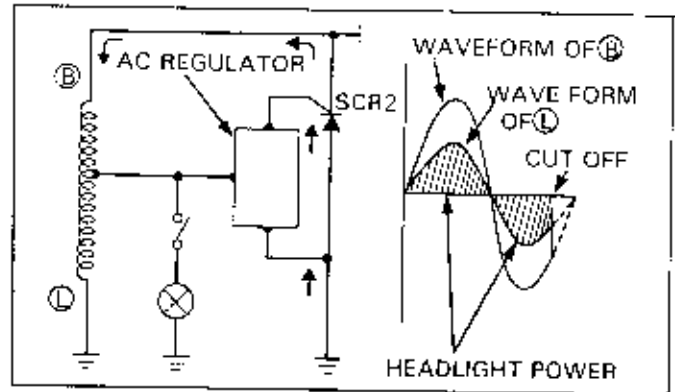 AC REGULATOR
Ⓑ
SCR2
Ⓛ
WAVEFORM OF Ⓑ
WAVE FORM
OF Ⓛ
CUT OFF
HEADLIGHT POWER